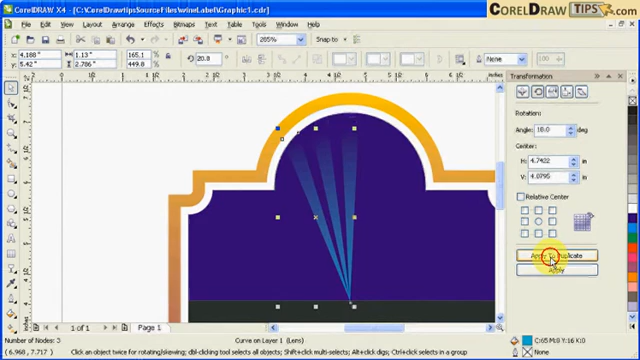 CorelDRAW X4 - [C:\CorelDrawtipsSourceFiles\wineLabel\Graphic1.cdr]
CORELDRAW TIPS.com
File Edit View Layout Arrange Effects Bitmaps Text Table Tools Window Help
285% Snap to
x: 4.188 " 1.13 " 165.1 20.8
y: 5.42 " 2.786 " 449.8
None 100
Transformation
Rotation:
Angle: 18.0 deg
Center:
H: 4.7422 in
V: 4.0795 in
Relative Center
Apply To Duplicate
Apply
1 of 1 Page 1
Number of Nodes: 3 Curve on Layer 1 (Lens) C:65 M:8 Y:16 K:0
( 6.968, 7.717 ) Click an object twice for rotating/skewing; dbl-clicking tool selects all objects; Shift+click multi-selects; Alt+click digs; Ctrl+click selects in a group None